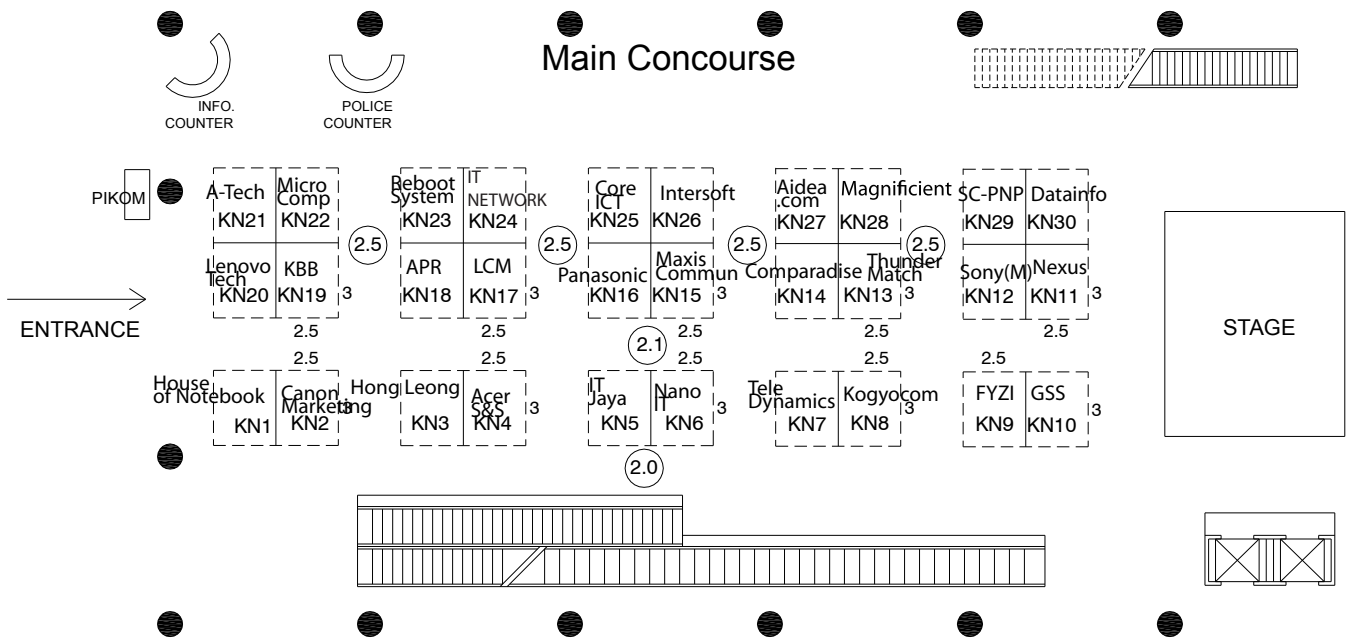 Main Concourse
INFO.
COUNTER
POLICE
COUNTER
PIKOM
A-Tech
KN21
Micro
Comp
KN22
Reboot
System
KN23
IT
NETWORK
KN24
Core
ICT
KN25
Intersoft
KN26
Aidea
.com
KN27
Magnificient
KN28
SC-PNP
KN29
Datainfo
KN30
2.5
2.5
2.5
2.5
Lenovo
Tech
KN20
KBB
KN19
3
APR
KN18
LCM
KN17
3
Panasonic
KN16
Maxis
Commun
KN15
3
Comparadise
KN14
Thunder
Match
KN13
3
Sony(M)
KN12
Nexus
KN11
3
ENTRANCE
STAGE
2.5
2.5
2.5
2.5
2.5
2.1
2.5
2.5
2.5
2.5
2.5
House
of Notebook
KN1
Canon
Marketing
KN2
3
Hong Leong
ting
KN3
Acer
S&S
KN4
3
IT
Jaya
KN5
Nano
IT
KN6
3
Tele
Dynamics
KN7
Kogyocom
KN8
3
FYZI
KN9
GSS
KN10
3
2.0